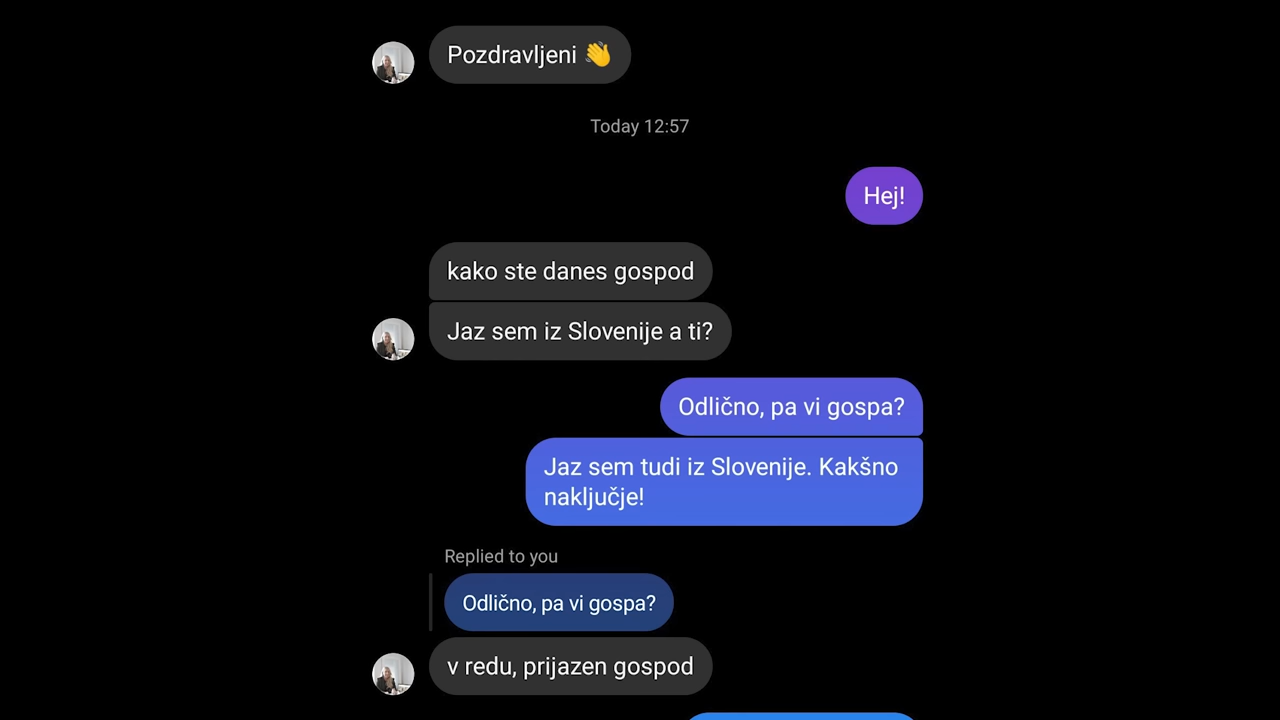 Pozdravljeni 👋
Today 12:57
Hej!
kako ste danes gospod
Jaz sem iz Slovenije a ti?
Odlično, pa vi gospa?
Jaz sem tudi iz Slovenije. Kakšno
naključje!
Replied to you
Odlično, pa vi gospa?
v redu, prijazen gospod